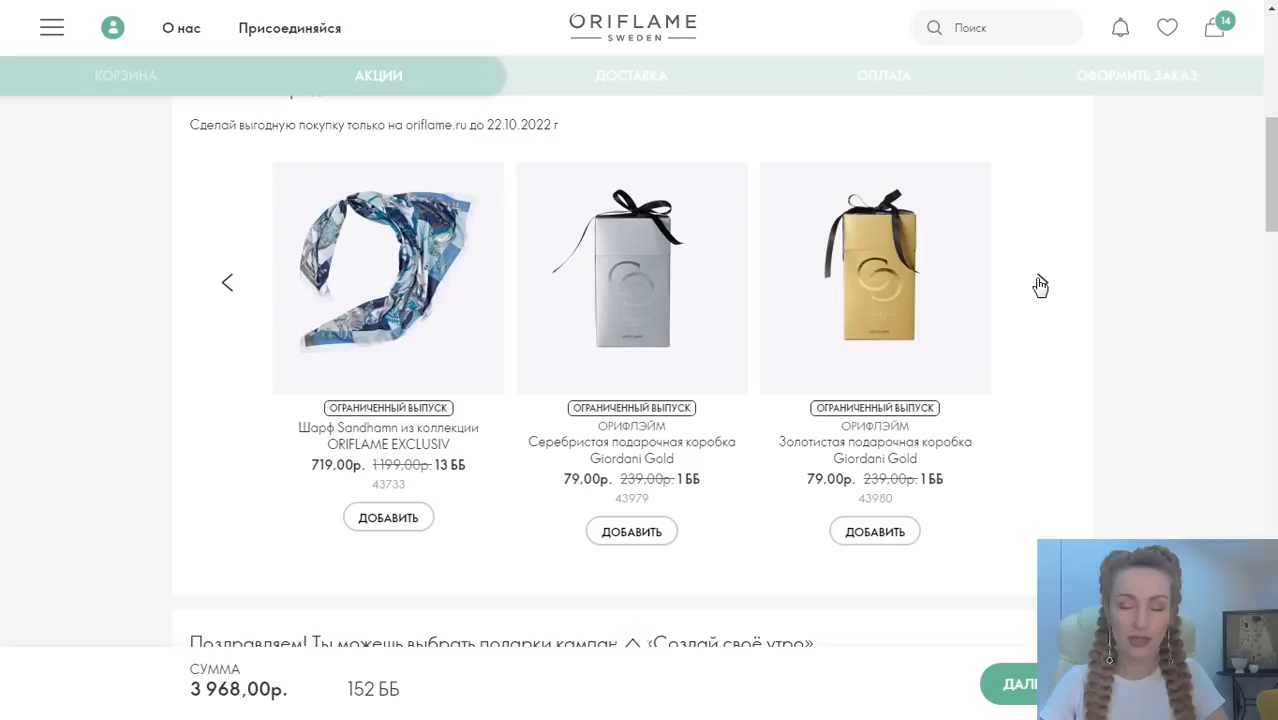 О нас
Присоединяйся
ORIFLAME
SWEDEN
Поиск
14
КОРЗИНА
АКЦИИ
ДОСТАВКА
ОПЛАТА
ОФОРМИТЬ ЗАКАЗ
Сделай выгодную покупку только на oriflame.ru до 22.10.2022 г
ОГРАНИЧЕННЫЙ ВЫПУСК
Шарф Sandhamn из коллекции
ORIFLAME EXCLUSIV
719,00р. 1 199,00р. 13 ББ
43733
ДОБАВИТЬ
ОГРАНИЧЕННЫЙ ВЫПУСК
ОРИФЛЭЙМ
Серебристая подарочная коробка
Giordani Gold
79,00р. 239,00р. 1 ББ
43979
ДОБАВИТЬ
ОГРАНИЧЕННЫЙ ВЫПУСК
ОРИФЛЭЙМ
Золотистая подарочная коробка
Giordani Gold
79,00р. 239,00р. 1 ББ
43980
ДОБАВИТЬ
Поздравляем! Ты можешь выбрать подарки кампан «Создай своё утро»
СУММА
3 968,00р.
152 ББ